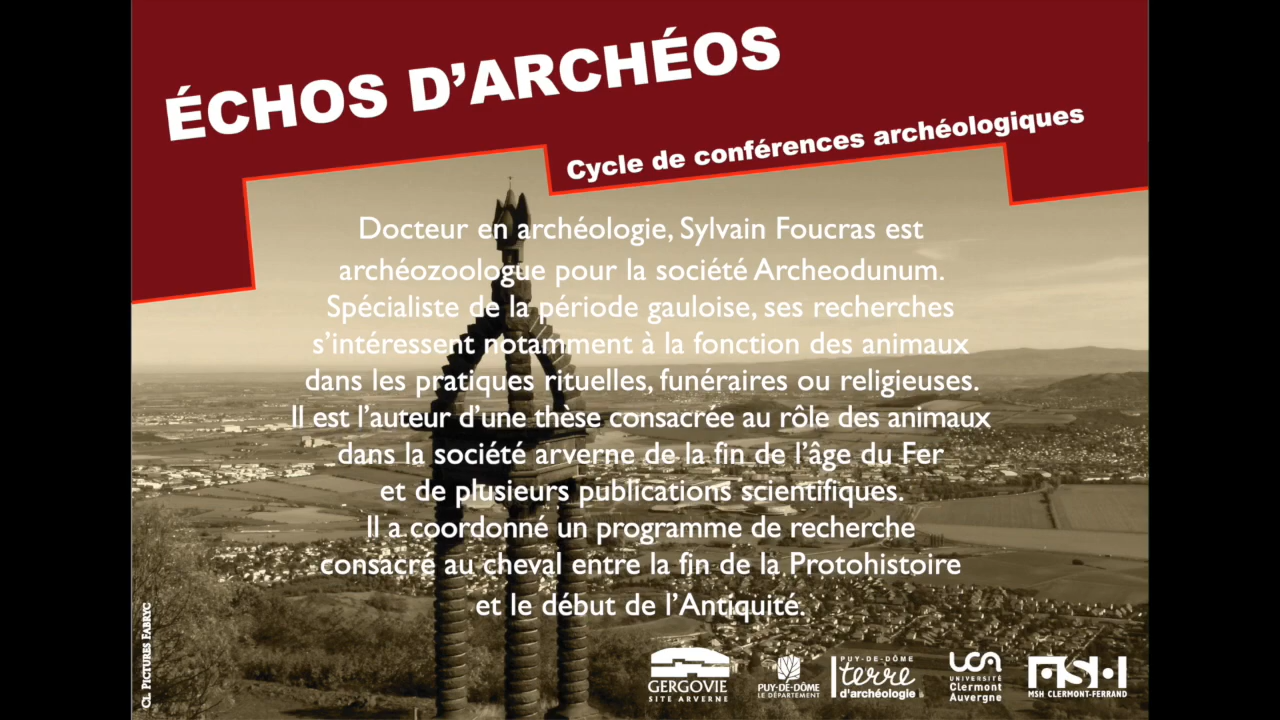 ÉCHOS D'ARCHÉOS
Cycle de conférences archéologiques
Docteur en archéologie, Sylvain Foucras est
archéozoologue pour la société Archeodunum.
Spécialiste de la période gauloise, ses recherches
s'intéressent notamment à la fonction des animaux
dans les pratiques rituelles, funéraires ou religieuses.
Il est l'auteur d'une thèse consacrée au rôle des animaux
dans la société arverne de la fin de l'âge du Fer
et de plusieurs publications scientifiques.
Il a coordonné un programme de recherche
consacré au cheval entre la fin de la Protohistoire
et le début de l'Antiquité.
CL PICTURES FABRYC
GERGOVIE
SITE ARVERNE
PUY-DE-DÔME
LE DÉPARTEMENT
PUY-DE-DÔME
terre
d'archéologie
UCA
UNIVERSITÉ
Clermont
Auvergne
MSH
MSH CLERMONT-FERRAND